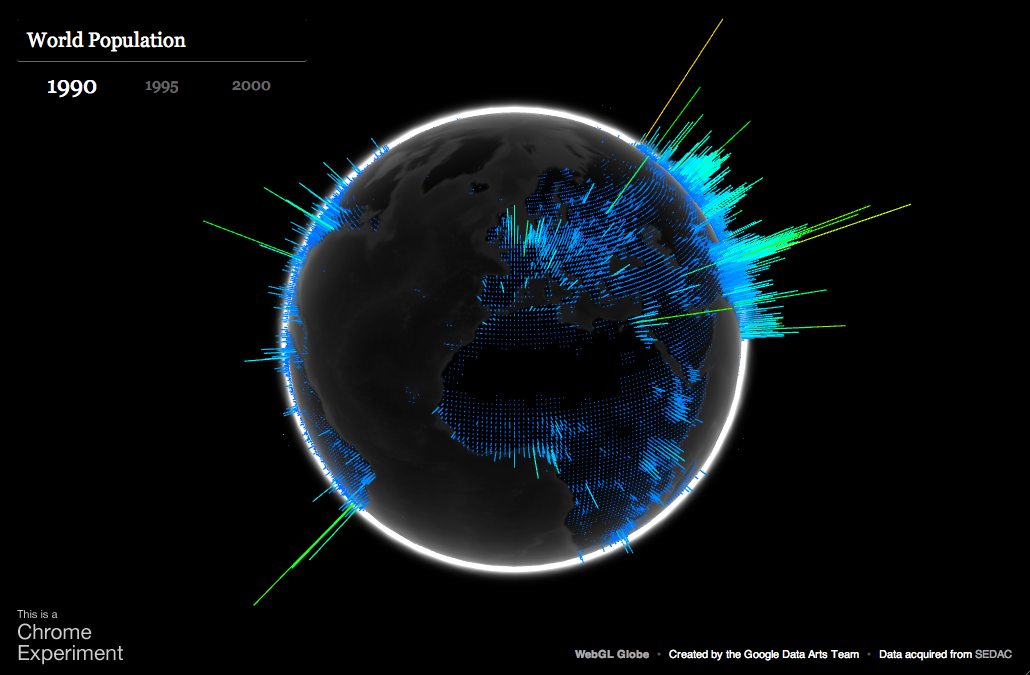 World Population
1990 1995 2000
This is a
Chrome
Experiment
WebGL Globe • Created by the Google Data Arts Team • Data acquired from SEDAC